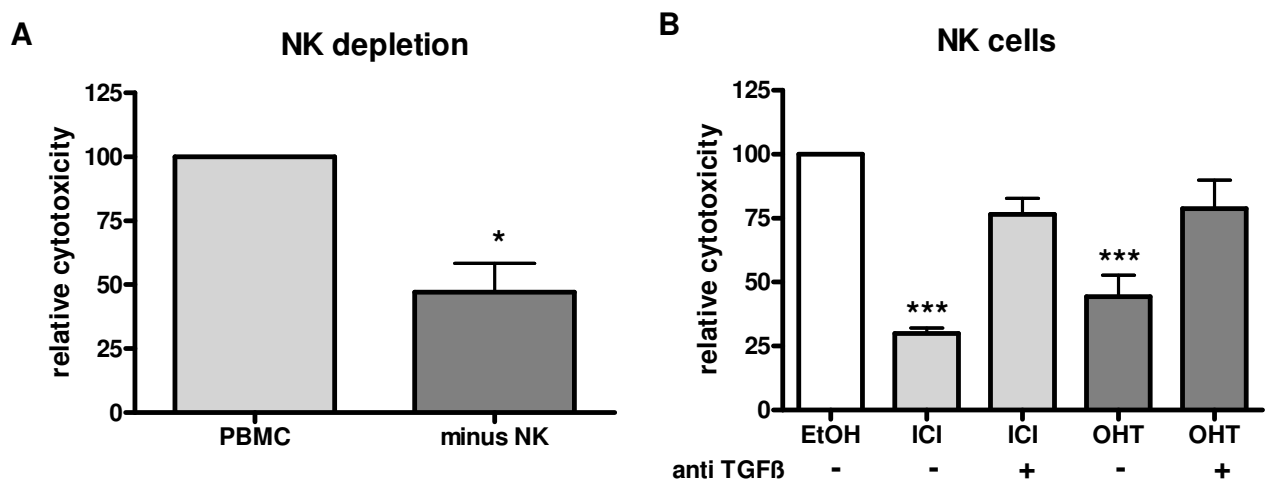 A
NK depletion
relative cytotoxicity
125
100
75
50
25
0
*
PBMC
minus NK
B
NK cells
relative cytotoxicity
125
100
75
50
25
0
***
***
EtOH ICI ICI OHT OHT
anti TGFß - - + - +